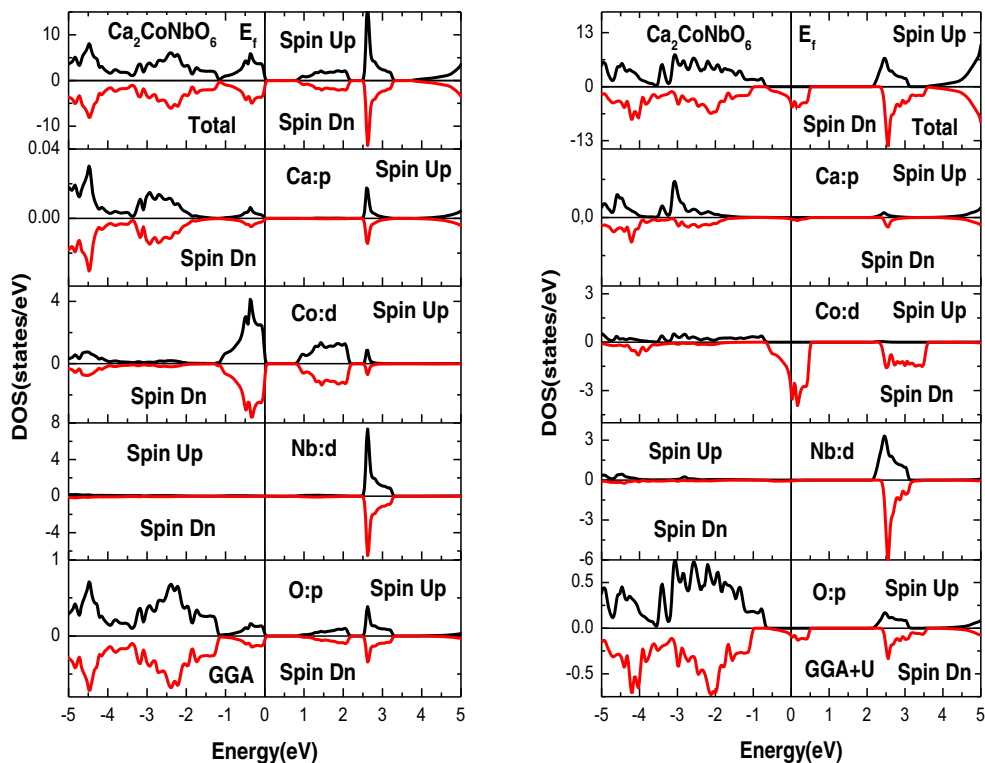 DOS(states/eV)
15
0
-10
Ca2CoNbO6
Ef
Spin Up
Total
Spin Dn
0.04
0.00
Ca:p
Spin Up
Spin Dn
4
0
8
Co:d
Spin Up
Spin Dn
8
4
0
-4
Spin Up
Nb:d
Spin Dn
1
0
O:p
Spin Up
GGA
Spin Dn
-5 -4 -3 -2 -1 0 1 2 3 4 5
Energy(eV)
DOS(states/eV)
13
0
-13
Ca2CoNbO6
Ef
Spin Up
Spin Dn
Total
0,0
Ca:p
Spin Up
Spin Dn
3
0
-3
Co:d
Spin Up
Spin Dn
3
0
-3
-6
Spin Up
Nb:d
Spin Dn
0.5
0.0
-0.5
O:p
Spin Up
GGA+U
Spin Dn
-5 -4 -3 -2 -1 0 1 2 3 4 5
Energy(eV)